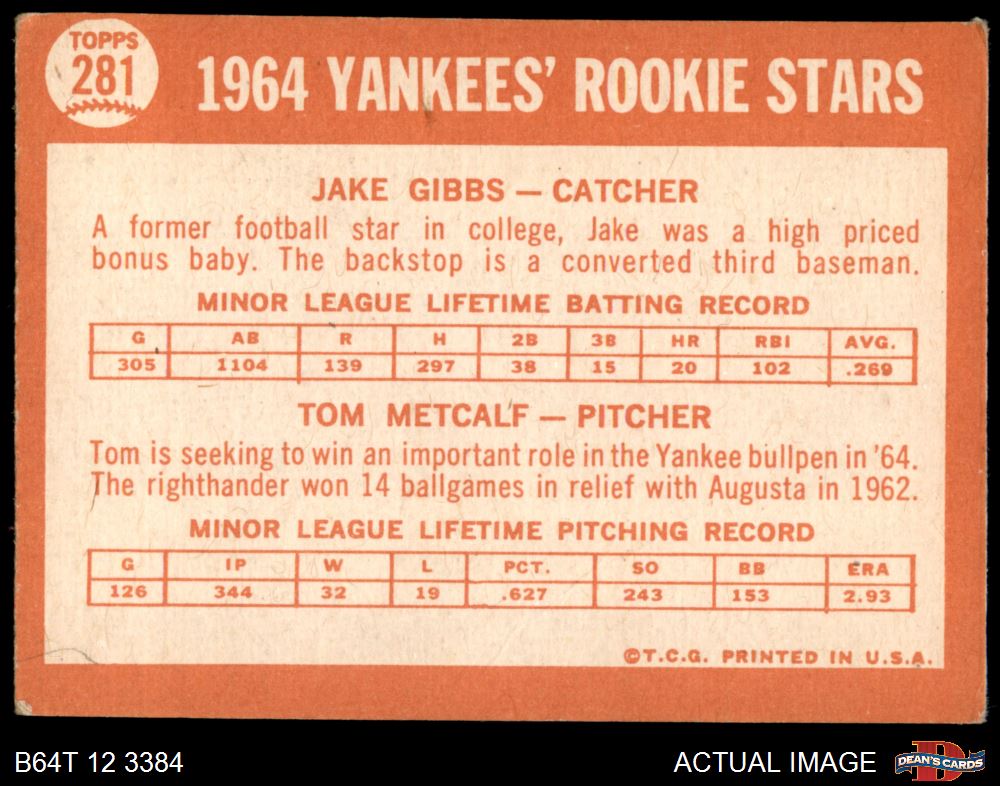 TOPPS
281
1964 YANKEES' ROOKIE STARS
JAKE GIBBS — CATCHER
A former football star in college, Jake was a high priced
bonus baby. The backstop is a converted third baseman.
MINOR LEAGUE LIFETIME BATTING RECORD
G AB R H 2B 3B HR RBI AVG.
305 1104 139 297 38 15 20 102 .269
TOM METCALF — PITCHER
Tom is seeking to win an important role in the Yankee bullpen in '64.
The righthander won 14 ballgames in relief with Augusta in 1962.
MINOR LEAGUE LIFETIME PITCHING RECORD
G IP W L PCT. SO BB ERA
126 344 32 19 .627 243 153 2.93
©T.C.G. PRINTED IN U.S.A.
B64T 12 3384
ACTUAL IMAGE
D
DEAN'S CARDS